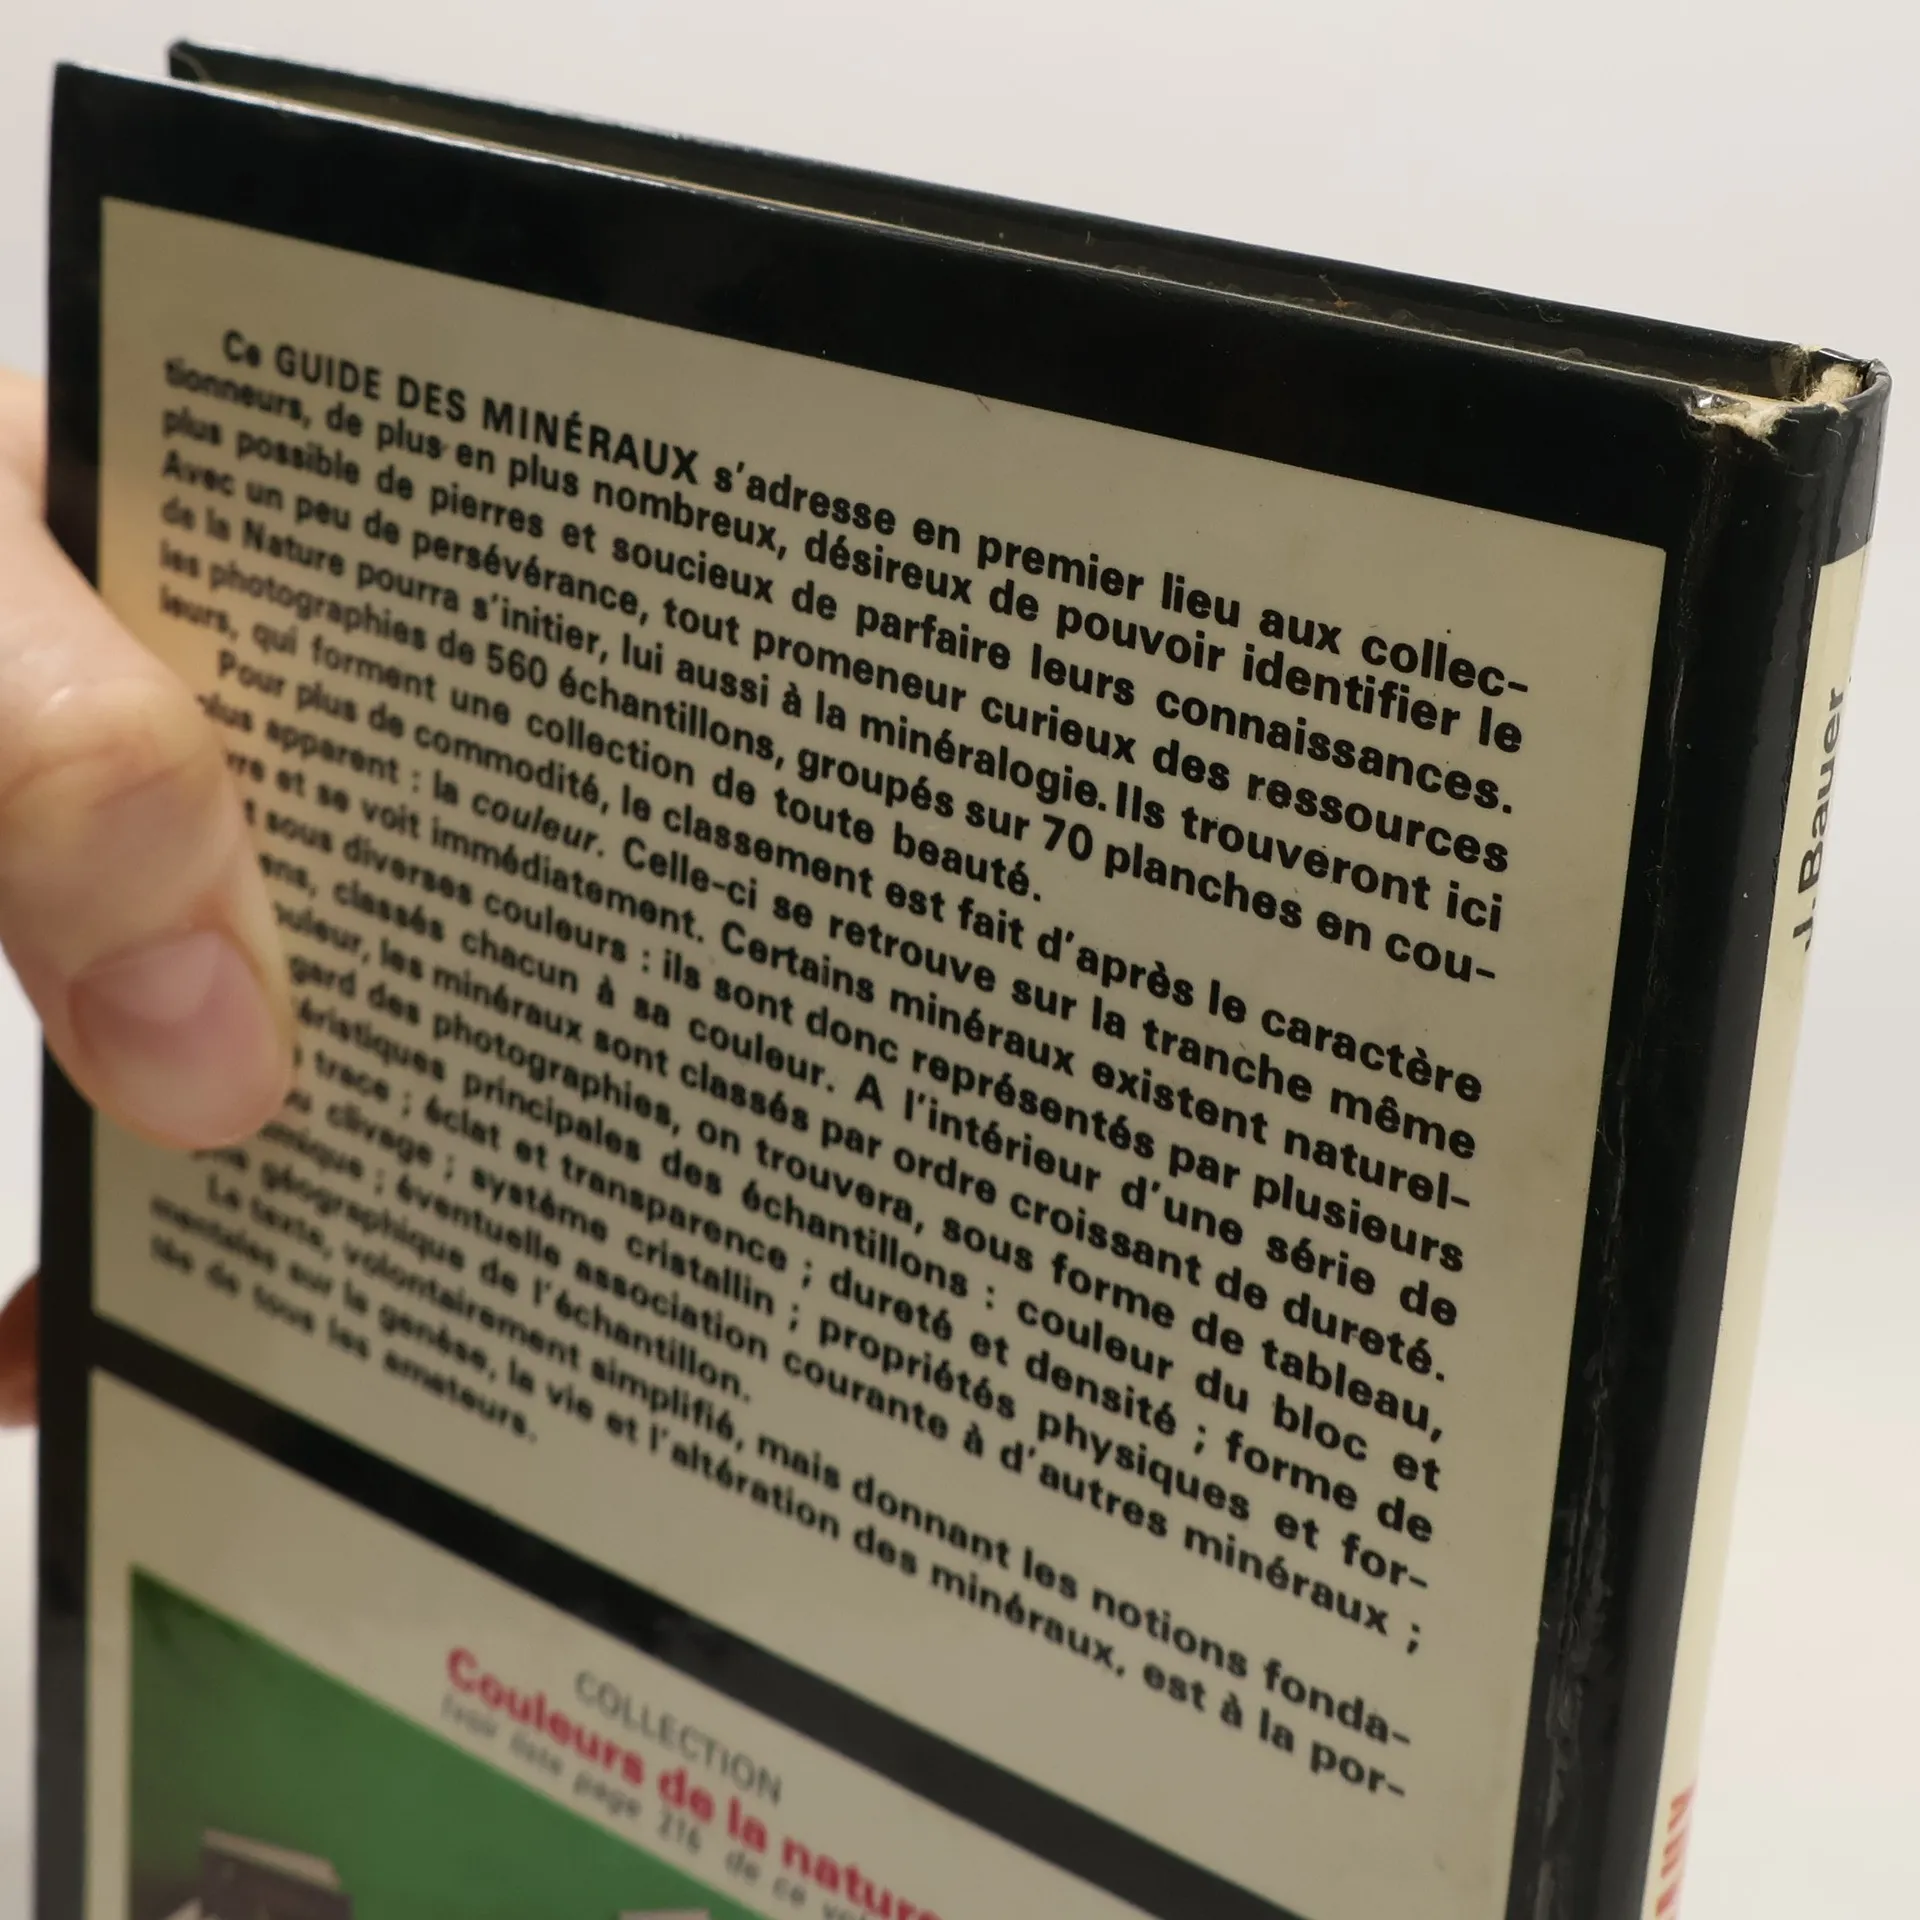 Ce GUIDE DES MINÉRAUX s'adresse en premier lieu aux collec-
tionneurs, de plus en plus nombreux, désireux de pouvoir identifier le
plus possible de pierres et soucieux de parfaire leurs connaissances.
Avec un peu de persévérance, tout promeneur curieux des ressources
de la Nature pourra s'initier, lui aussi à la minéralogie. Ils trouveront ici
les photographies de 560 échantillons, groupés sur 70 planches en cou-
leurs, qui forment une collection de toute beauté.
Pour plus de commodité, le classement est fait d'après le caractère
plus apparent : la couleur. Celle-ci se retrouve sur la tranche même
et se voit immédiatement. Certains minéraux existent naturel-
sous diverses couleurs : ils sont donc représentés par plusieurs
classés chacun à sa couleur. A l'intérieur d'une série de
couleur, les minéraux sont classés par ordre croissant de dureté.
des photographies, on trouvera, sous forme de tableau,
principales des échantillons : couleur du bloc et
trace ; éclat et transparence ; dureté et densité ; forme de
clivage ; système cristallin ; propriétés physiques et for-
éventuelle association courante à d'autres minéraux ;
géographique de l'échantillon.
Le texte, volontairement simplifié, mais donnant les notions fonda-
mentales sur la genèse, la vie et l'altération des minéraux, est à la por-
tée de tous les amateurs.
COLLECTION
Couleurs de la nature
(voir liste page 216 de ce
J. Bauer